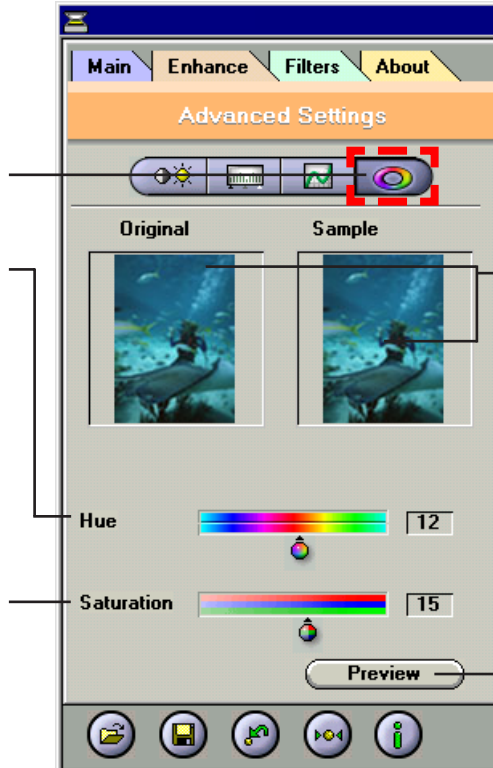 Main Enhance Filters About
Advanced Settings
Original Sample
Hue 12
Saturation 15
Preview